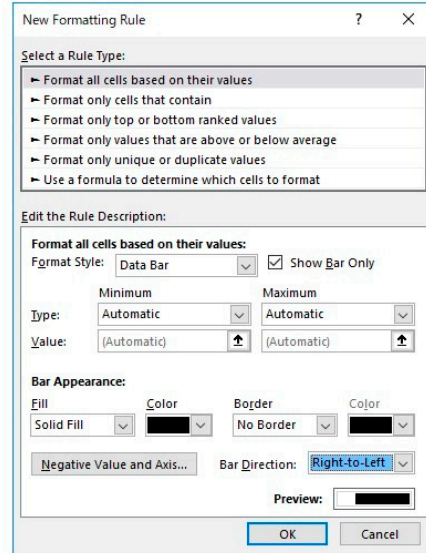 New Formatting Rule ? ×
Select a Rule Type:
► Format all cells based on their values
► Format only cells that contain
► Format only top or bottom ranked values
► Format only values that are above or below average
► Format only unique or duplicate values
► Use a formula to determine which cells to format
Edit the Rule Description:
Format all cells based on their values:
Format Style: Data Bar Show Bar Only
Minimum Maximum
Type: Automatic Automatic
Value: (Automatic) (Automatic)
Bar Appearance:
Fill Color Border Color
Solid Fill No Border
Negative Value and Axis... Bar Direction: Right-to-Left
Preview:
OK Cancel